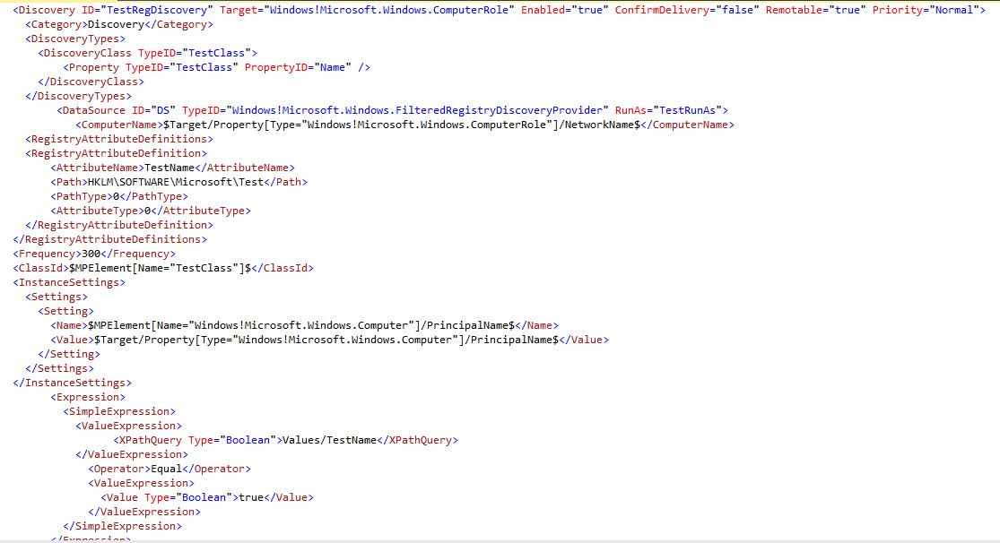 <Discovery ID="TestRegDiscovery" Target="Windows!Microsoft.Windows.ComputerRole" Enabled="true" ConfirmDelivery="false" Remotable="true" Priority="Normal">
<Category>Discovery</Category>
<DiscoveryTypes>
<DiscoveryClass TypeID="TestClass">
<Property TypeID="TestClass" PropertyID="Name" />
</DiscoveryClass>
</DiscoveryTypes>
<DataSource ID="DS" TypeID="Windows!Microsoft.Windows.FilteredRegistryDiscoveryProvider" RunAs="TestRunAs">
<ComputerName>$Target/Property[Type="Windows!Microsoft.Windows.ComputerRole"]/NetworkName$</ComputerName>
<RegistryAttributeDefinitions>
<RegistryAttributeDefinition>
<AttributeName>TestName</AttributeName>
<Path>HKLM\SOFTWARE\Microsoft\Test</Path>
<PathType>0</PathType>
<AttributeType>0</AttributeType>
</RegistryAttributeDefinition>
</RegistryAttributeDefinitions>
<Frequency>300</Frequency>
<ClassId>$MPElement[Name="TestClass"]$</ClassId>
<InstanceSettings>
<Settings>
<Setting>
<Name>$MPElement[Name="Windows!Microsoft.Windows.Computer"]/PrincipalName$</Name>
<Value>$Target/Property[Type="Windows!Microsoft.Windows.Computer"]/PrincipalName$</Value>
</Setting>
</Settings>
</InstanceSettings>
<Expression>
<SimpleExpression>
<ValueExpression>
<XPathQuery Type="Boolean">Values/TestName</XPathQuery>
</ValueExpression>
<Operator>Equal</Operator>
<ValueExpression>
<Value Type="Boolean">true</Value>
</ValueExpression>
</SimpleExpression>
</Expression>